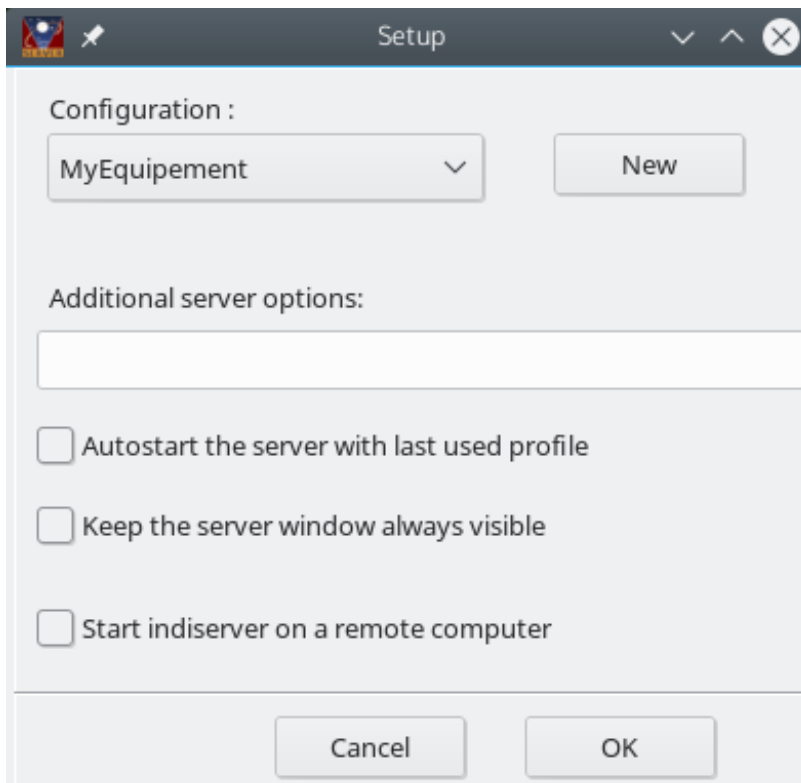 SERVER
Setup
Configuration :
MyEquipement
New
Additional server options:
Autostart the server with last used profile
Keep the server window always visible
Start indiserver on a remote computer
Cancel
OK